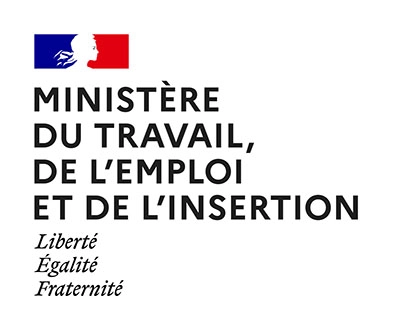 MINISTÈRE
DU TRAVAIL,
DE L’EMPLOI
ET DE L’INSERTION
Liberté
Égalité
Fraternité